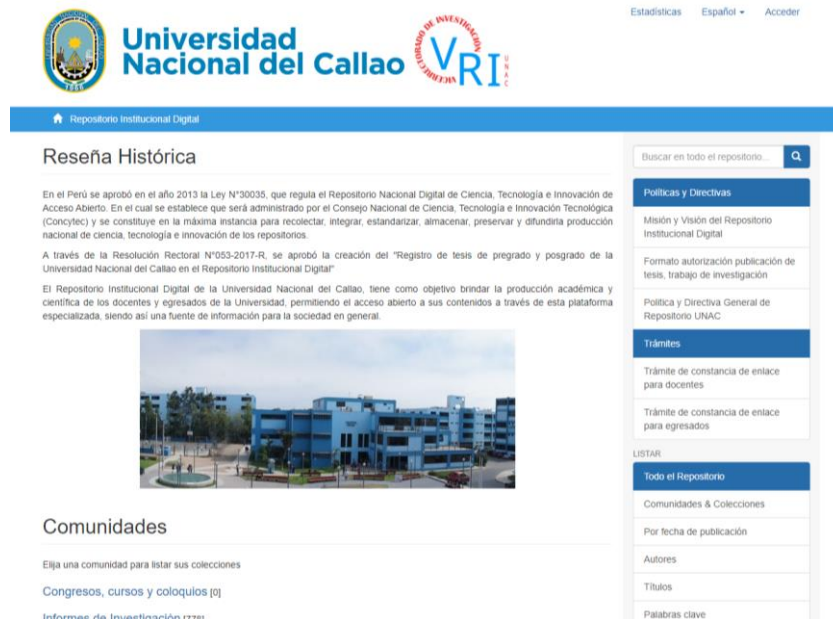 Estadísticas Español Acceder
Universidad
Nacional del Callao
VICERRECTORADO DE INVESTIGACIÓN
VRI
UNAC
1966
Repositorio Institucional Digital
Reseña Histórica
En el Perú se aprobó en el año 2013 la Ley N°30035, que regula el Repositorio Nacional Digital de Ciencia, Tecnología e Innovación de
Acceso Abierto. En el cual se establece que será administrado por el Consejo Nacional de Ciencia, Tecnología e Innovación Tecnológica
(Concytec) y se constituye en la máxima instancia para recolectar, integrar, estandarizar, almacenar, preservar y difundirla producción
nacional de ciencia, tecnología e innovación de los repositorios.
A través de la Resolución Rectoral N°053-2017-R, se aprobó la creación del "Registro de tesis de pregrado y posgrado de la
Universidad Nacional del Callao en el Repositorio Institucional Digital"
El Repositorio Institucional Digital de la Universidad Nacional del Callao, tiene como objetivo brindar la producción académica y
científica de los docentes y egresados de la Universidad, permitiendo el acceso abierto a sus contenidos a través de esta plataforma
especializada, siendo así una fuente de información para la sociedad en general.
Comunidades
Elija una comunidad para listar sus colecciones
Congresos, cursos y coloquios [0]
Informes de Investigación [776]
Buscar en todo el repositorio...
Políticas y Directivas
Misión y Visión del Repositorio
Institucional Digital
Formato autorización publicación de
tesis, trabajo de investigación
Política y Directiva General de
Repositorio UNAC
Trámites
Trámite de constancia de enlace
para docentes
Trámite de constancia de enlace
para egresados
LISTAR
Todo el Repositorio
Comunidades & Colecciones
Por fecha de publicación
Autores
Títulos
Palabras clave